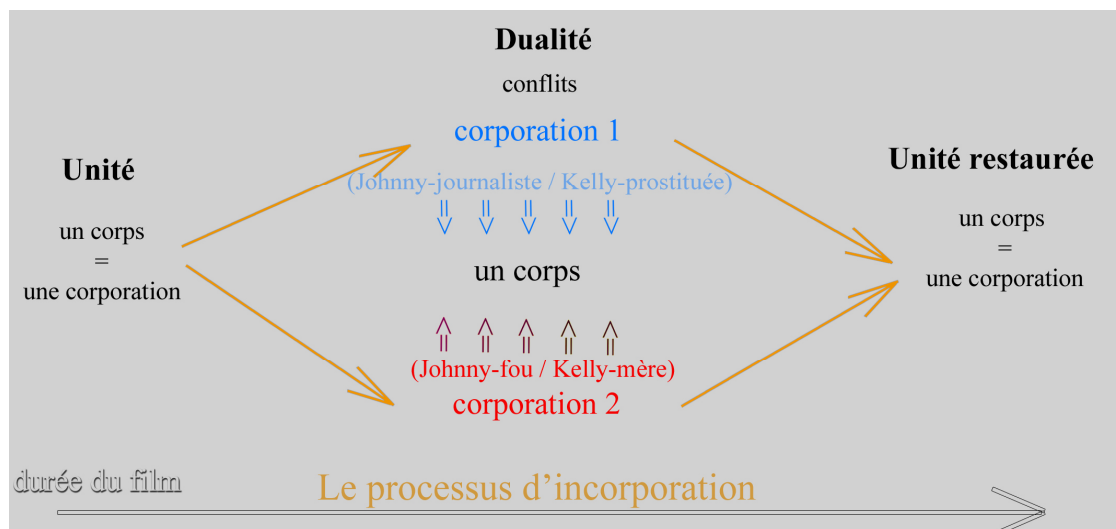 Dualité
conflits
corporation 1
(Johnny-journaliste / Kelly-prostituée)
Unité
un corps
=
une corporation
un corps
Unité restaurée
un corps
=
une corporation
(Johnny-fou / Kelly-mère)
corporation 2
durée du film
Le processus d’incorporation